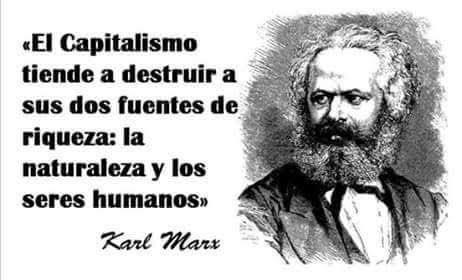 «El Capitalismo
tiende a destruir a
sus dos fuentes de
riqueza: la
naturaleza y los
seres humanos»
Karl Marx